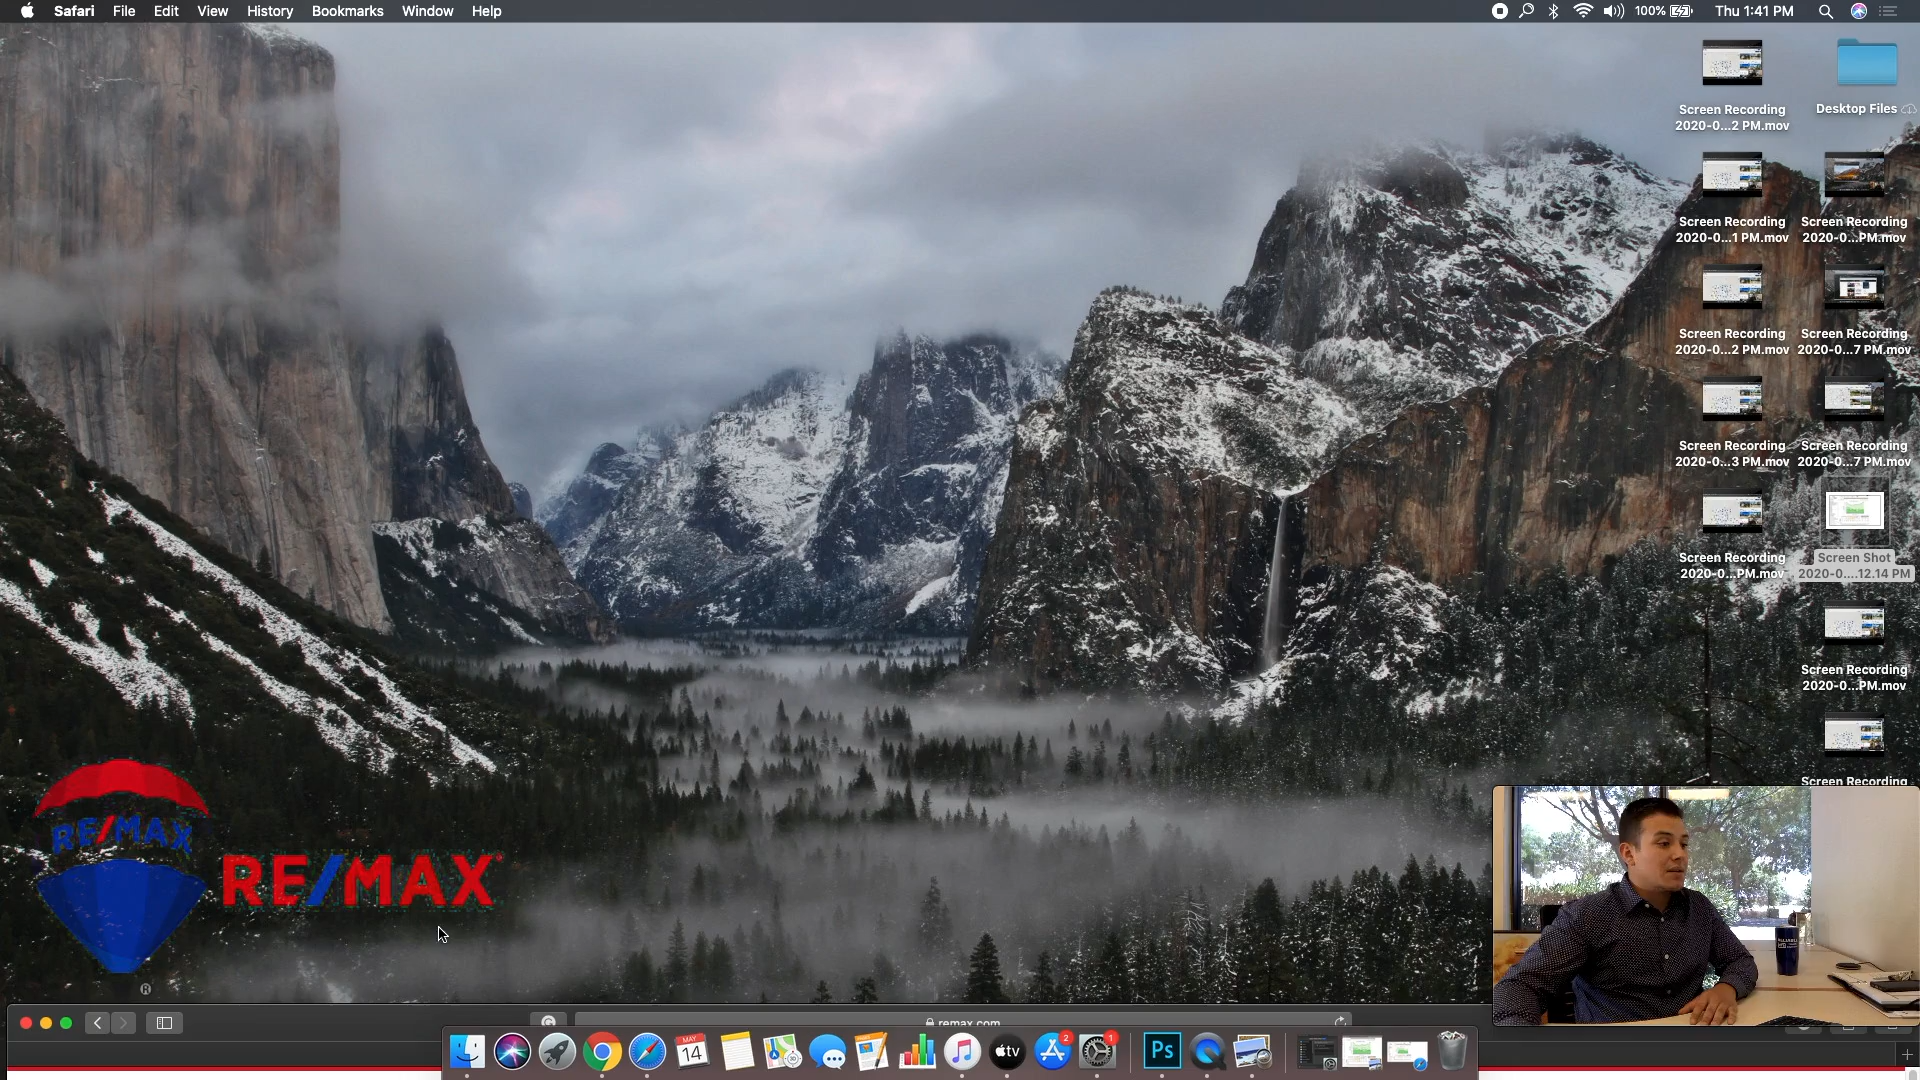 Safari File Edit View History Bookmarks Window Help
100% Thu 1:41 PM
Screen Recording
2020-0...2 PM.mov
Desktop Files
Screen Recording
2020-0...1 PM.mov
Screen Recording
2020-0...PM.mov
Screen Recording
2020-0...2 PM.mov
Screen Recording
2020-0...7 PM.mov
Screen Recording
2020-0...3 PM.mov
Screen Recording
2020-0...7 PM.mov
Screen Recording
2020-0...PM.mov
Screen Shot
2020-0....12.14 PM
Screen Recording
2020-0...PM.mov
Screen Recording
RE/MAX
RE/MAX
®
remax.com
MAY
14
tv
2
1
Ps